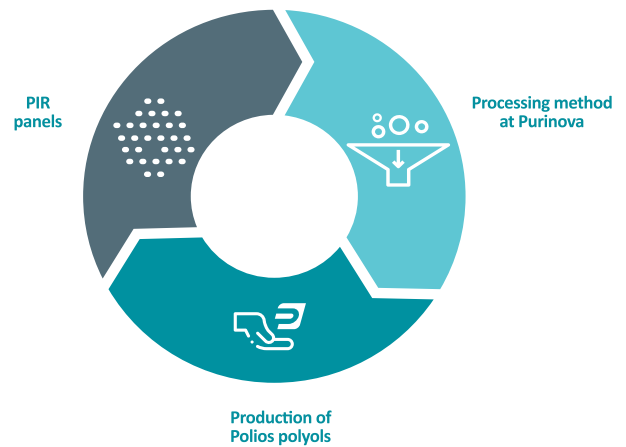 PIR
panels
Processing method
at Purinova
Production of
Polios polyols